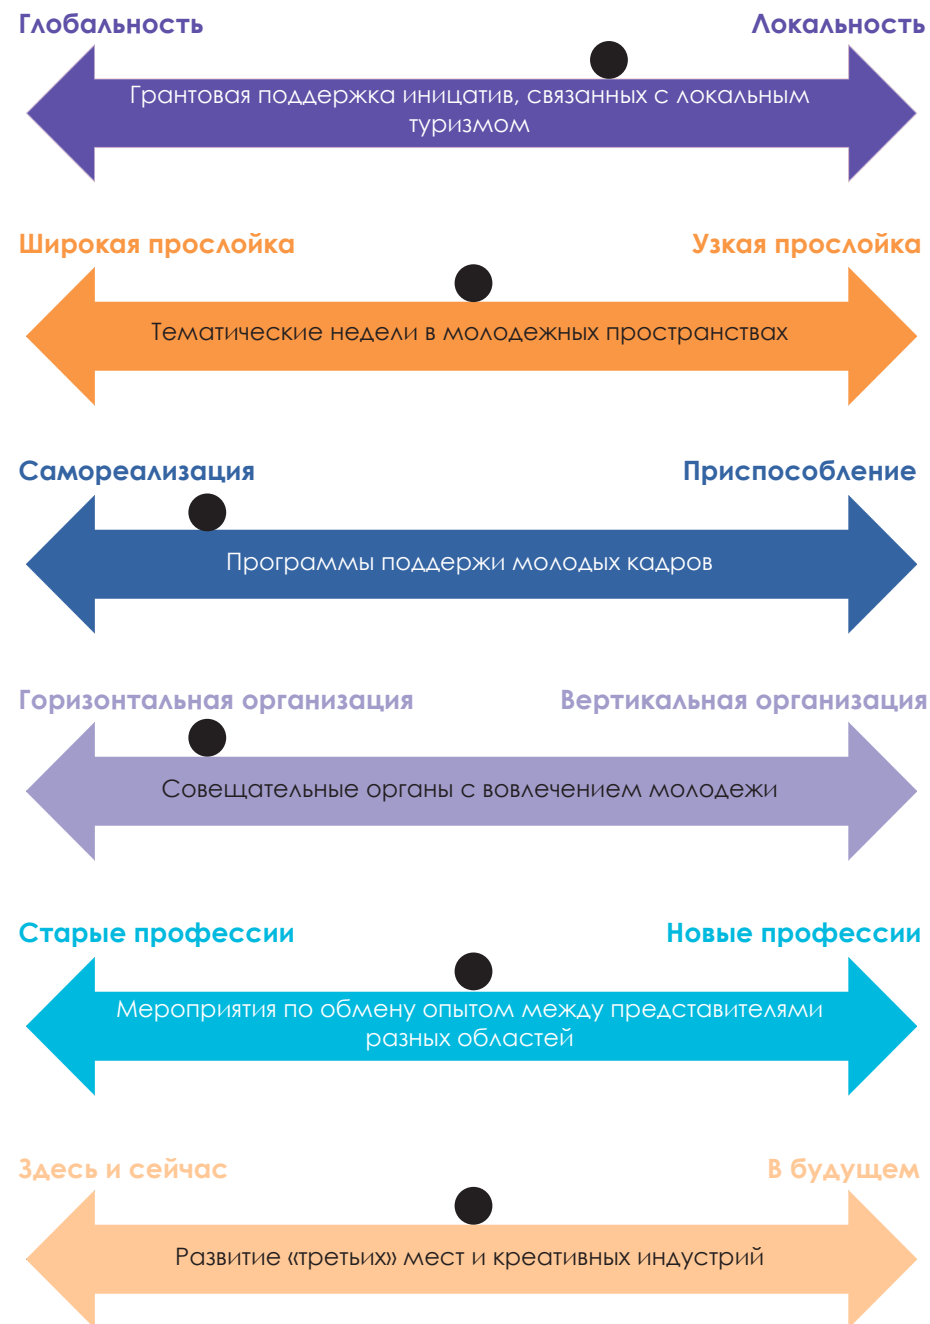 Глобальность
Локальность
Грантовая поддержка иницатив, связанных с локальным
туризмом
Широкая прослойка
Узкая прослойка
Тематические недели в молодежных пространствах
Самореализация
Приспособление
Программы поддержи молодых кадров
Горизонтальная организация
Вертикальная организация
Совещательные органы с вовлечением молодежи
Старые профессии
Новые профессии
Мероприятия по обмену опытом между представителями
разных областей
Здесь и сейчас
В будущем
Развитие «третьих» мест и креативных индустрий